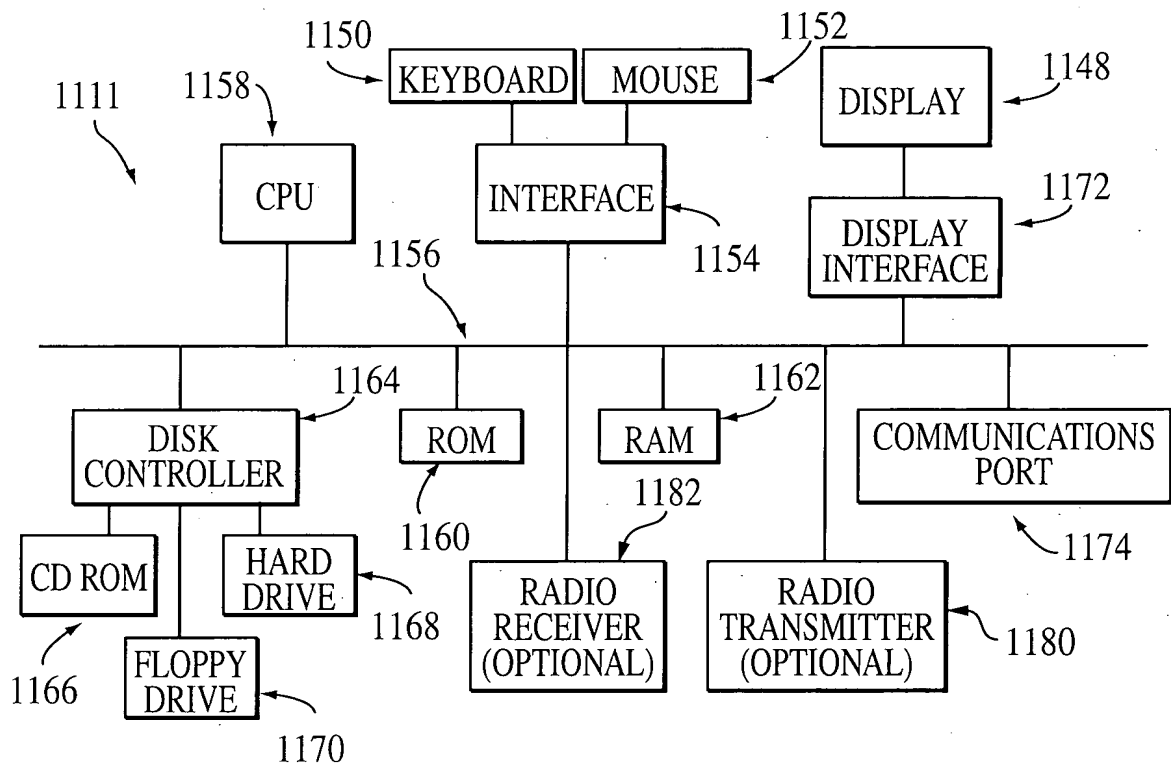 1150
1152
1158
KEYBOARD
MOUSE
1148
1111
DISPLAY
CPU
INTERFACE
1172
1154
DISPLAY
INTERFACE
1156
1164
1162
DISK
CONTROLLER
ROM
RAM
COMMUNICATIONS
PORT
1160
1182
1174
CD ROM
HARD
DRIVE
1168
RADIO
RECEIVER
(OPTIONAL)
RADIO
TRANSMITTER
(OPTIONAL)
1180
1166
FLOPPY
DRIVE
1170